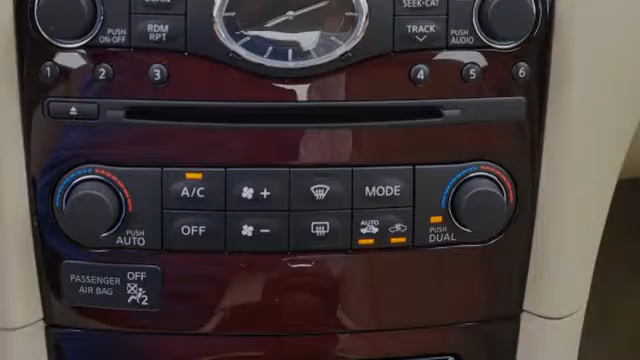 SEEK·CAT
PUSH
ON·OFF
RDM
RPT
TRACK
PUSH
AUDIO
1
2
3
4
5
6
A/C
+
MODE
PUSH
AUTO
OFF
-
AUTO
PUSH
DUAL
PASSENGER
AIR BAG
OFF
2